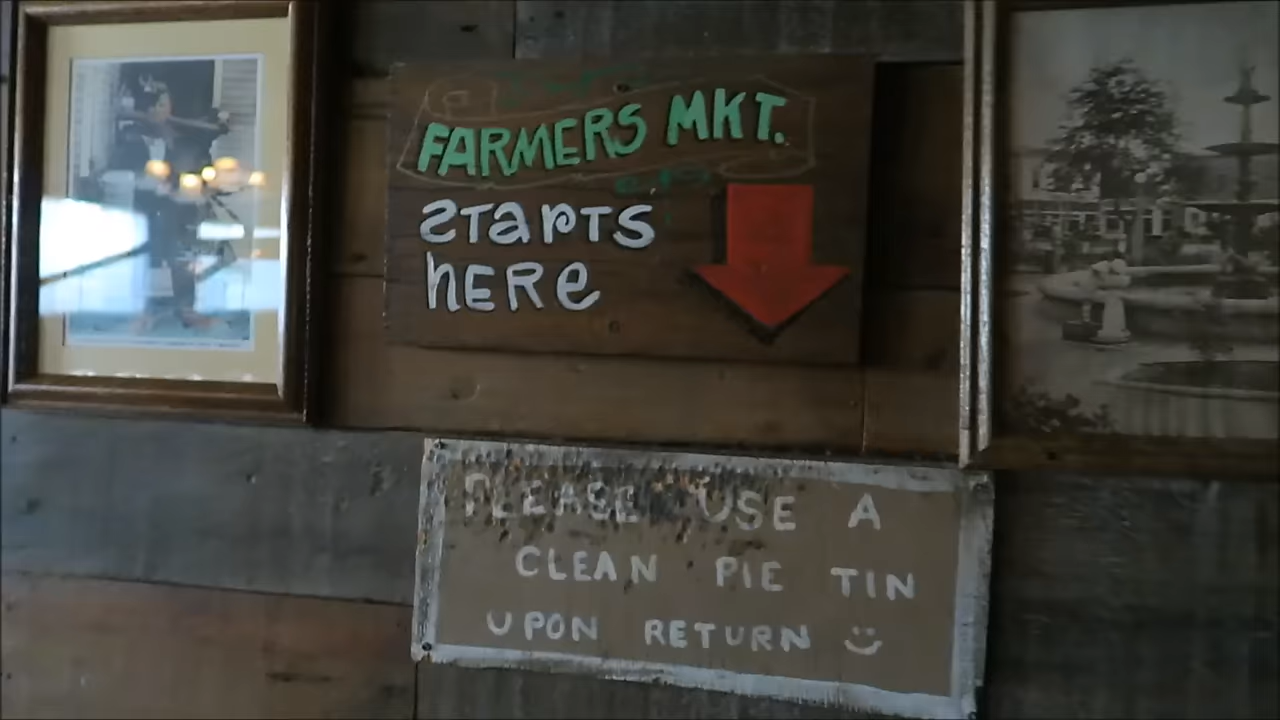 FARMERS MKT.
STARTS
HERE
PLEASE USE A
CLEAN PIE TIN
UPON RETURN